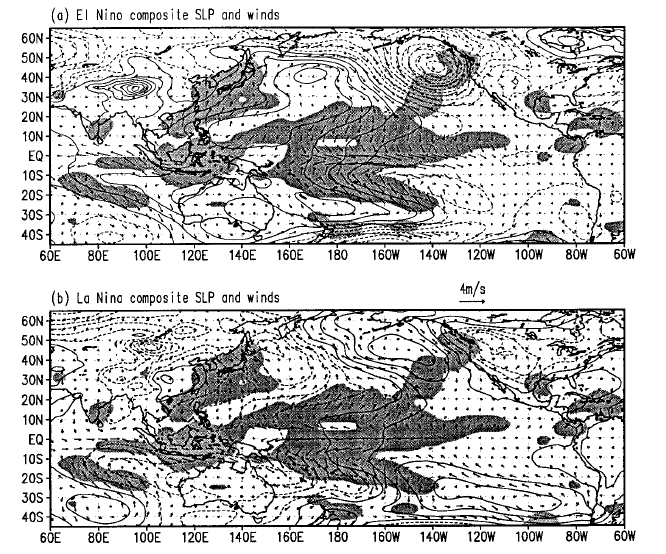 (a) El Nino composite SLP and winds
60N
50N
40N
30N
20N
10N
EQ
10S
20S
30S
40S
60E 80E 100E 120E 140E 160E 180 160W 140W 120W 100W 80W 60W
4m/s
(b) La Nina composite SLP and winds
60N
50N
40N
30N
20N
10N
EQ
10S
20S
30S
40S
60E 80E 100E 120E 140E 160E 180 160W 140W 120W 100W 80W 60W